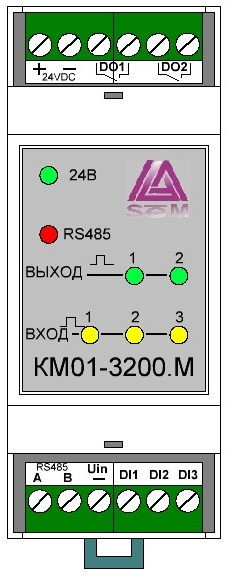 + – DO1 DO2
24VDC
24В
SOM
RS485
1 2
ВЫХОД
1 2 3
ВХОД
КМ01-3200.М
RS485 Uin DI1 DI2 DI3
A B –